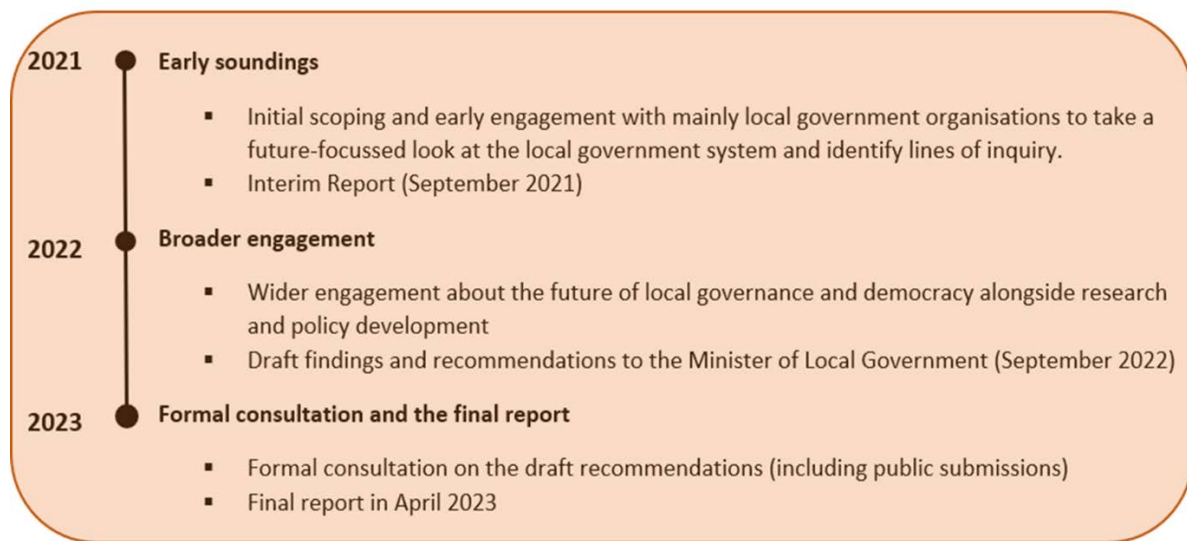 2021 Early soundings
▪ Initial scoping and early engagement with mainly local government organisations to take a
future-focussed look at the local government system and identify lines of inquiry.
▪ Interim Report (September 2021)
2022 Broader engagement
▪ Wider engagement about the future of local governance and democracy alongside research
and policy development
▪ Draft findings and recommendations to the Minister of Local Government (September 2022)
2023 Formal consultation and the final report
▪ Formal consultation on the draft recommendations (including public submissions)
▪ Final report in April 2023